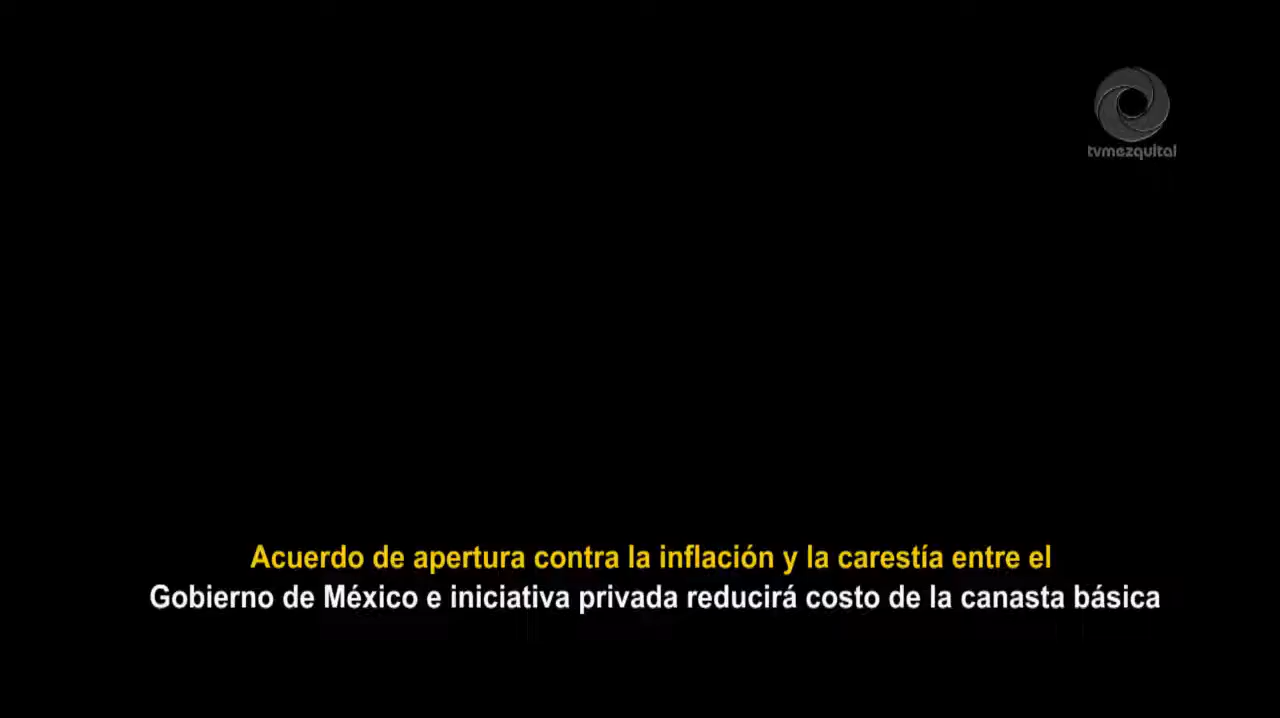 tvmezquital
Acuerdo de apertura contra la inflación y la carestía entre el
Gobierno de México e iniciativa privada reducirá costo de la canasta básica